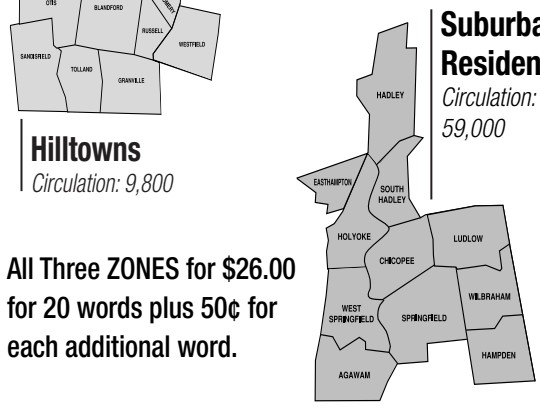 OTIS
BLANDFORD
RUSSELL
WESTFIELD
SANDISFIELD
TOLLAND
GRANVILLE
Hilltowns
Circulation: 9,800
Suburba
Residen
Circulation:
59,000
HADLEY
EASTHAMPTON
SOUTH
HADLEY
HOLYOKE
CHICOPEE
LUDLOW
WEST
SPRINGFIELD
SPRINGFIELD
WILBRAHAM
AGAWAM
HAMPDEN
All Three ZONES for $26.00
for 20 words plus 50¢ for
each additional word.